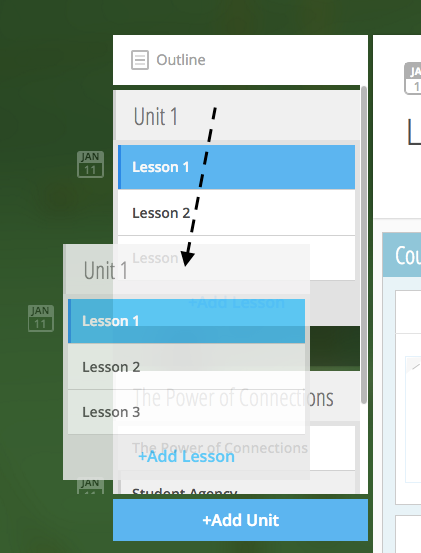 Outline
Unit 1
JAN
11
Lesson 1
Lesson 2
Lesson
+Add Lesson
JAN
11
Unit 1
Lesson 1
Lesson 2
Lesson 3
+Add Lesson
The Power of Connections
The Power of Connections
JAN
11
Student Agency
+Add Unit
JA
1
L
Cou